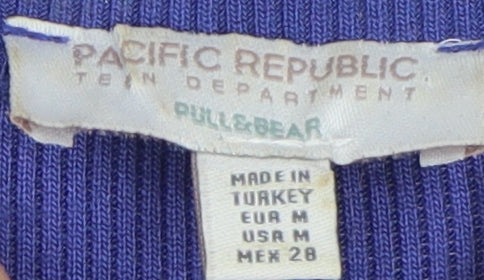 PACIFIC REPUBLIC.
TEEN DEPARTMENT
PULL&BEAR
MADE IN
TURKEY
EUR M
USA M
MEX 28